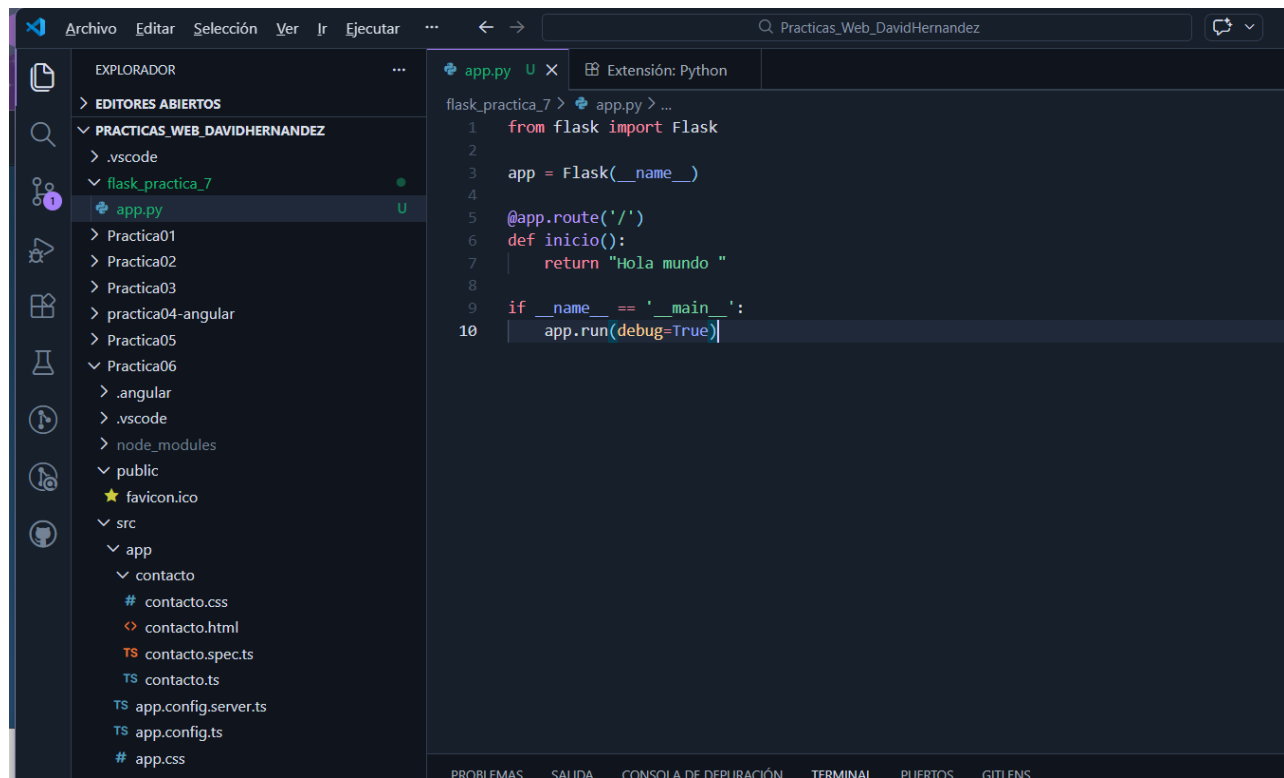 Archivo Editar Selección Ver Ir Ejecutar ··· Practicas_Web_DavidHernandez
EXPLORADOR ···
EDITORES ABIERTOS
PRACTICAS_WEB_DAVIDHERNANDEZ
.vscode
flask_practica_7
app.py U
Practica01
Practica02
Practica03
practica04-angular
Practica05
Practica06
.angular
.vscode
node_modules
public
favicon.ico
src
app
contacto
# contacto.css
<> contacto.html
TS contacto.spec.ts
TS contacto.ts
TS app.config.server.ts
TS app.config.ts
# app.css
1
app.py U Extensión: Python
flask_practica_7 > app.py > ...
1 from flask import Flask
2
3 app = Flask(__name__)
4
5 @app.route('/')
6 def inicio():
7 return "Hola mundo "
8
9 if __name__ == '__main__':
10 app.run(debug=True)
PROBLEMAS SALIDA CONSOLA DE DEPURACIÓN TERMINAL PUERTOS GITLENS